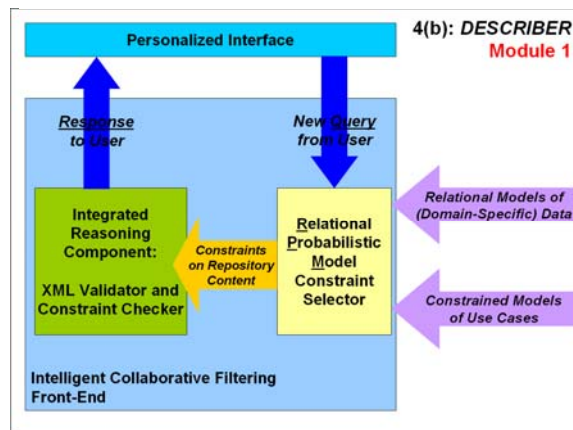 Personalized Interface
4(b): DESCRIBER
Module 1
Response
to User
New Query
from User
Integrated
Reasoning
Component:
XML Validator and
Constraint Checker
Constraints
on Repository
Content
Relational
Probabilistic
Model
Constraint
Selector
Relational Models of
(Domain-Specific) Data
Constrained Models
of Use Cases
Intelligent Collaborative Filtering
Front-End